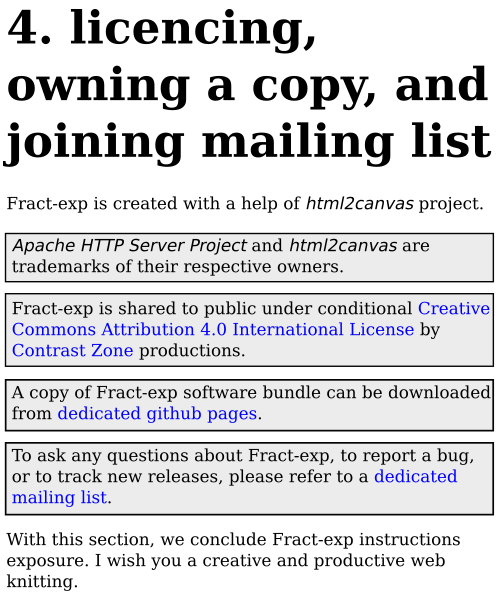 4. licencing,
owning a copy, and
joining mailing list
Fract-exp is created with a help of html2canvas project.
Apache HTTP Server Project and html2canvas are
trademarks of their respective owners.
Fract-exp is shared to public under conditional Creative
Commons Attribution 4.0 International License by
Contrast Zone productions.
A copy of Fract-exp software bundle can be downloaded
from dedicated github pages.
To ask any questions about Fract-exp, to report a bug,
or to track new releases, please refer to a dedicated
mailing list.
With this section, we conclude Fract-exp instructions
exposure. I wish you a creative and productive web
knitting.